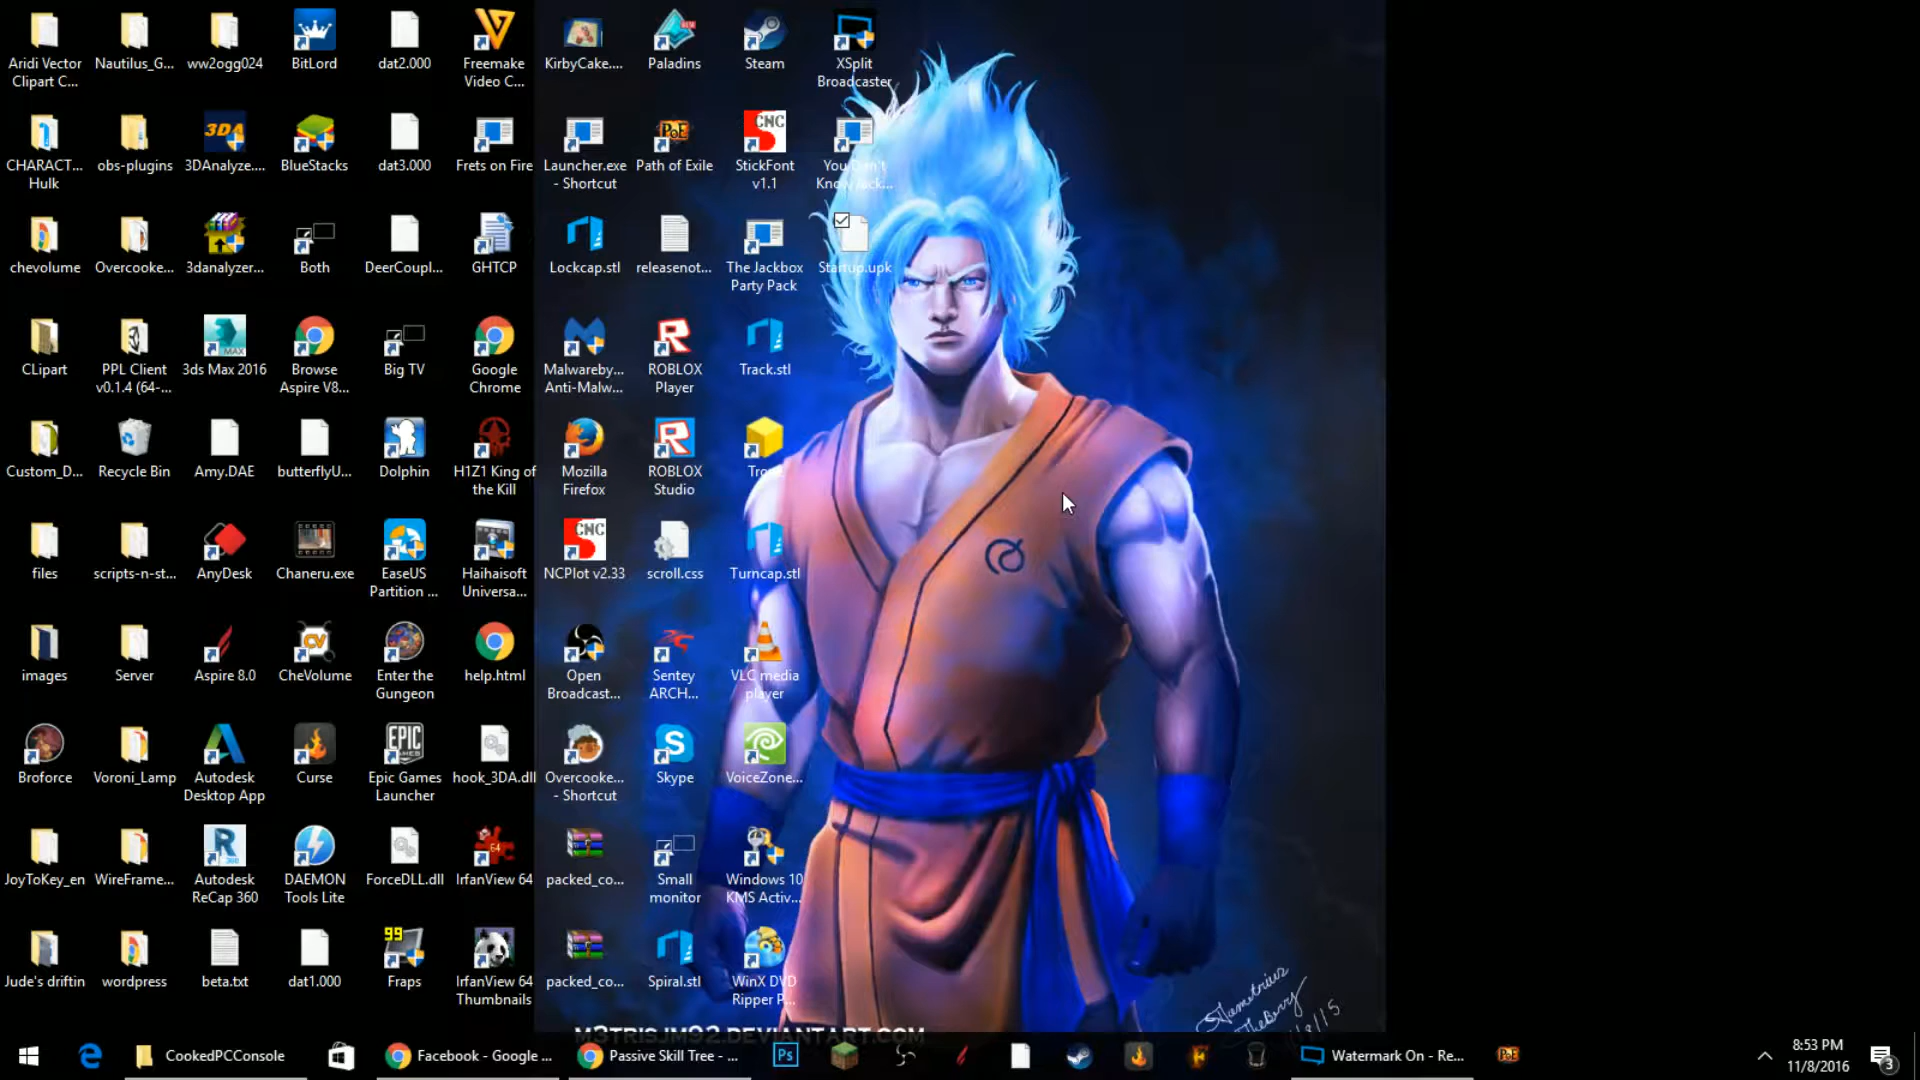 Aridi Vector
Clipart C...
Nautilus_G...
ww2ogg024
BitLord
dat2.000
Freemake
Video C...
KirbyCake....
Paladins
Steam
XSplit
Broadcaster
CHARACT...
Hulk
obs-plugins
3DAnalyze....
BlueStacks
dat3.000
Frets on Fire
Launcher.exe
- Shortcut
Path of Exile
StickFont
v1.1
You Don't
Know Jack...
chevolume
Overcooke...
3danalyzer...
Both
DeerCoupl...
GHTCP
Lockcap.stl
releasenot...
The Jackbox
Party Pack
Startup.upk
CLipart
PPL Client
v0.1.4 (64-...
3ds Max 2016
Browse
Aspire V8...
Big TV
Google
Chrome
Malwareby...
Anti-Malw...
ROBLOX
Player
Track.stl
Custom_D...
Recycle Bin
Amy.DAE
butterflyU...
Dolphin
H1Z1 King of
the Kill
Mozilla
Firefox
ROBLOX
Studio
files
scripts-n-st...
AnyDesk
Chaneru.exe
EaseUS
Partition ...
Haihaisoft
Universa...
NCPlot v2.33
scroll.css
Turncap.stl
images
Server
Aspire 8.0
CheVolume
Enter the
Gungeon
help.html
Open
Broadcast...
Sentey
ARCH...
VLC media
player
Broforce
Voroni_Lamp
Autodesk
Desktop App
Curse
Epic Games
Launcher
hook_3DA.dll
Overcooke...
- Shortcut
Skype
VoiceZone...
JoyToKey_en
WireFrame...
Autodesk
ReCap 360
DAEMON
Tools Lite
ForceDLL.dll
IrfanView 64
packed_co...
Small
monitor
Windows 10
KMS Activ...
Jude's driftin
wordpress
beta.txt
dat1.000
Fraps
IrfanView 64
Thumbnails
packed_co...
Spiral.stl
WinX DVD
Ripper P...
M3TRISJM92.DEVIANTART.COM
CookedPCConsole
Facebook - Google ...
Passive Skill Tree - ...
Watermark On - Re...
8:53 PM
11/8/2016
3